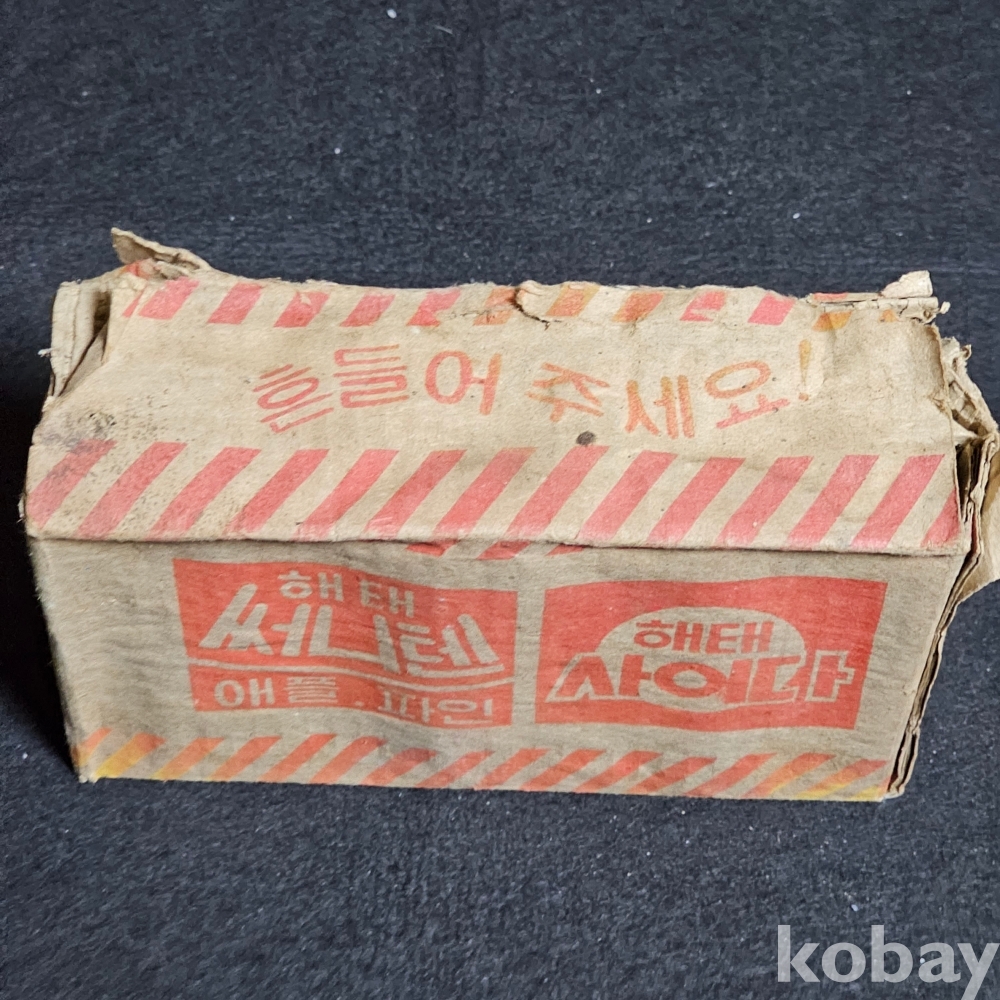 흔들어 주세요!
해태
써니텐
애플.파인
해태
사이다
kobay